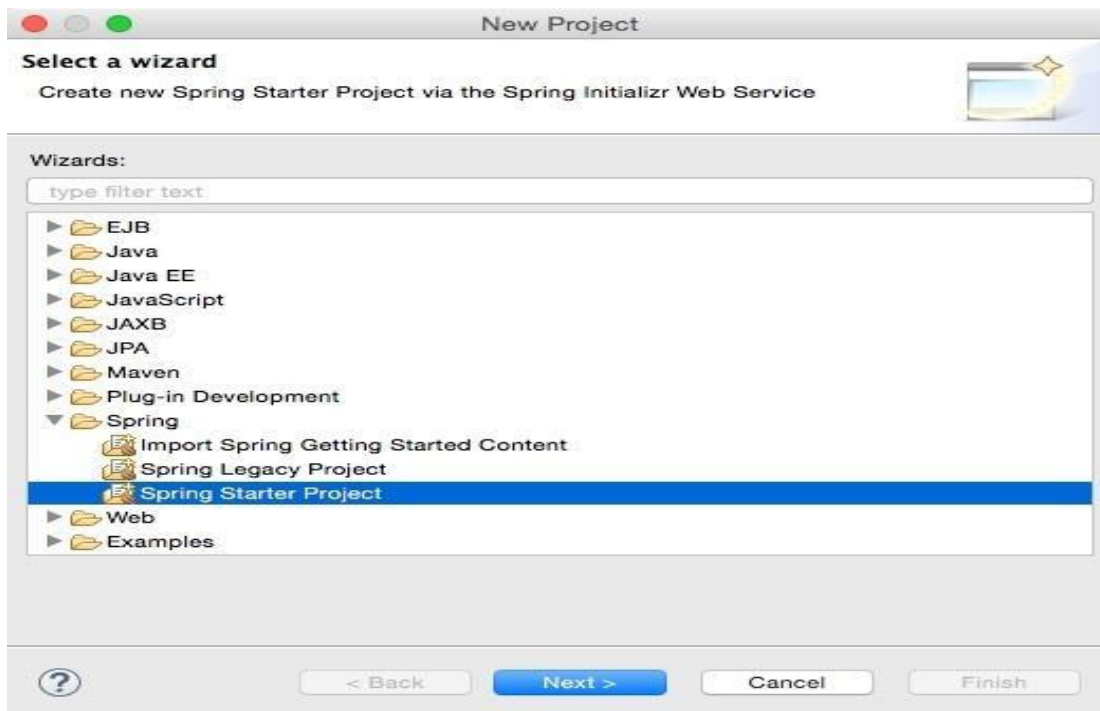 New Project
Select a wizard
Create new Spring Starter Project via the Spring Initializr Web Service
Wizards:
type filter text
EJB
Java
Java EE
JavaScript
JAXB
JPA
Maven
Plug-in Development
Spring
Import Spring Getting Started Content
Spring Legacy Project
Spring Starter Project
Web
Examples
? < Back Next > Cancel Finish